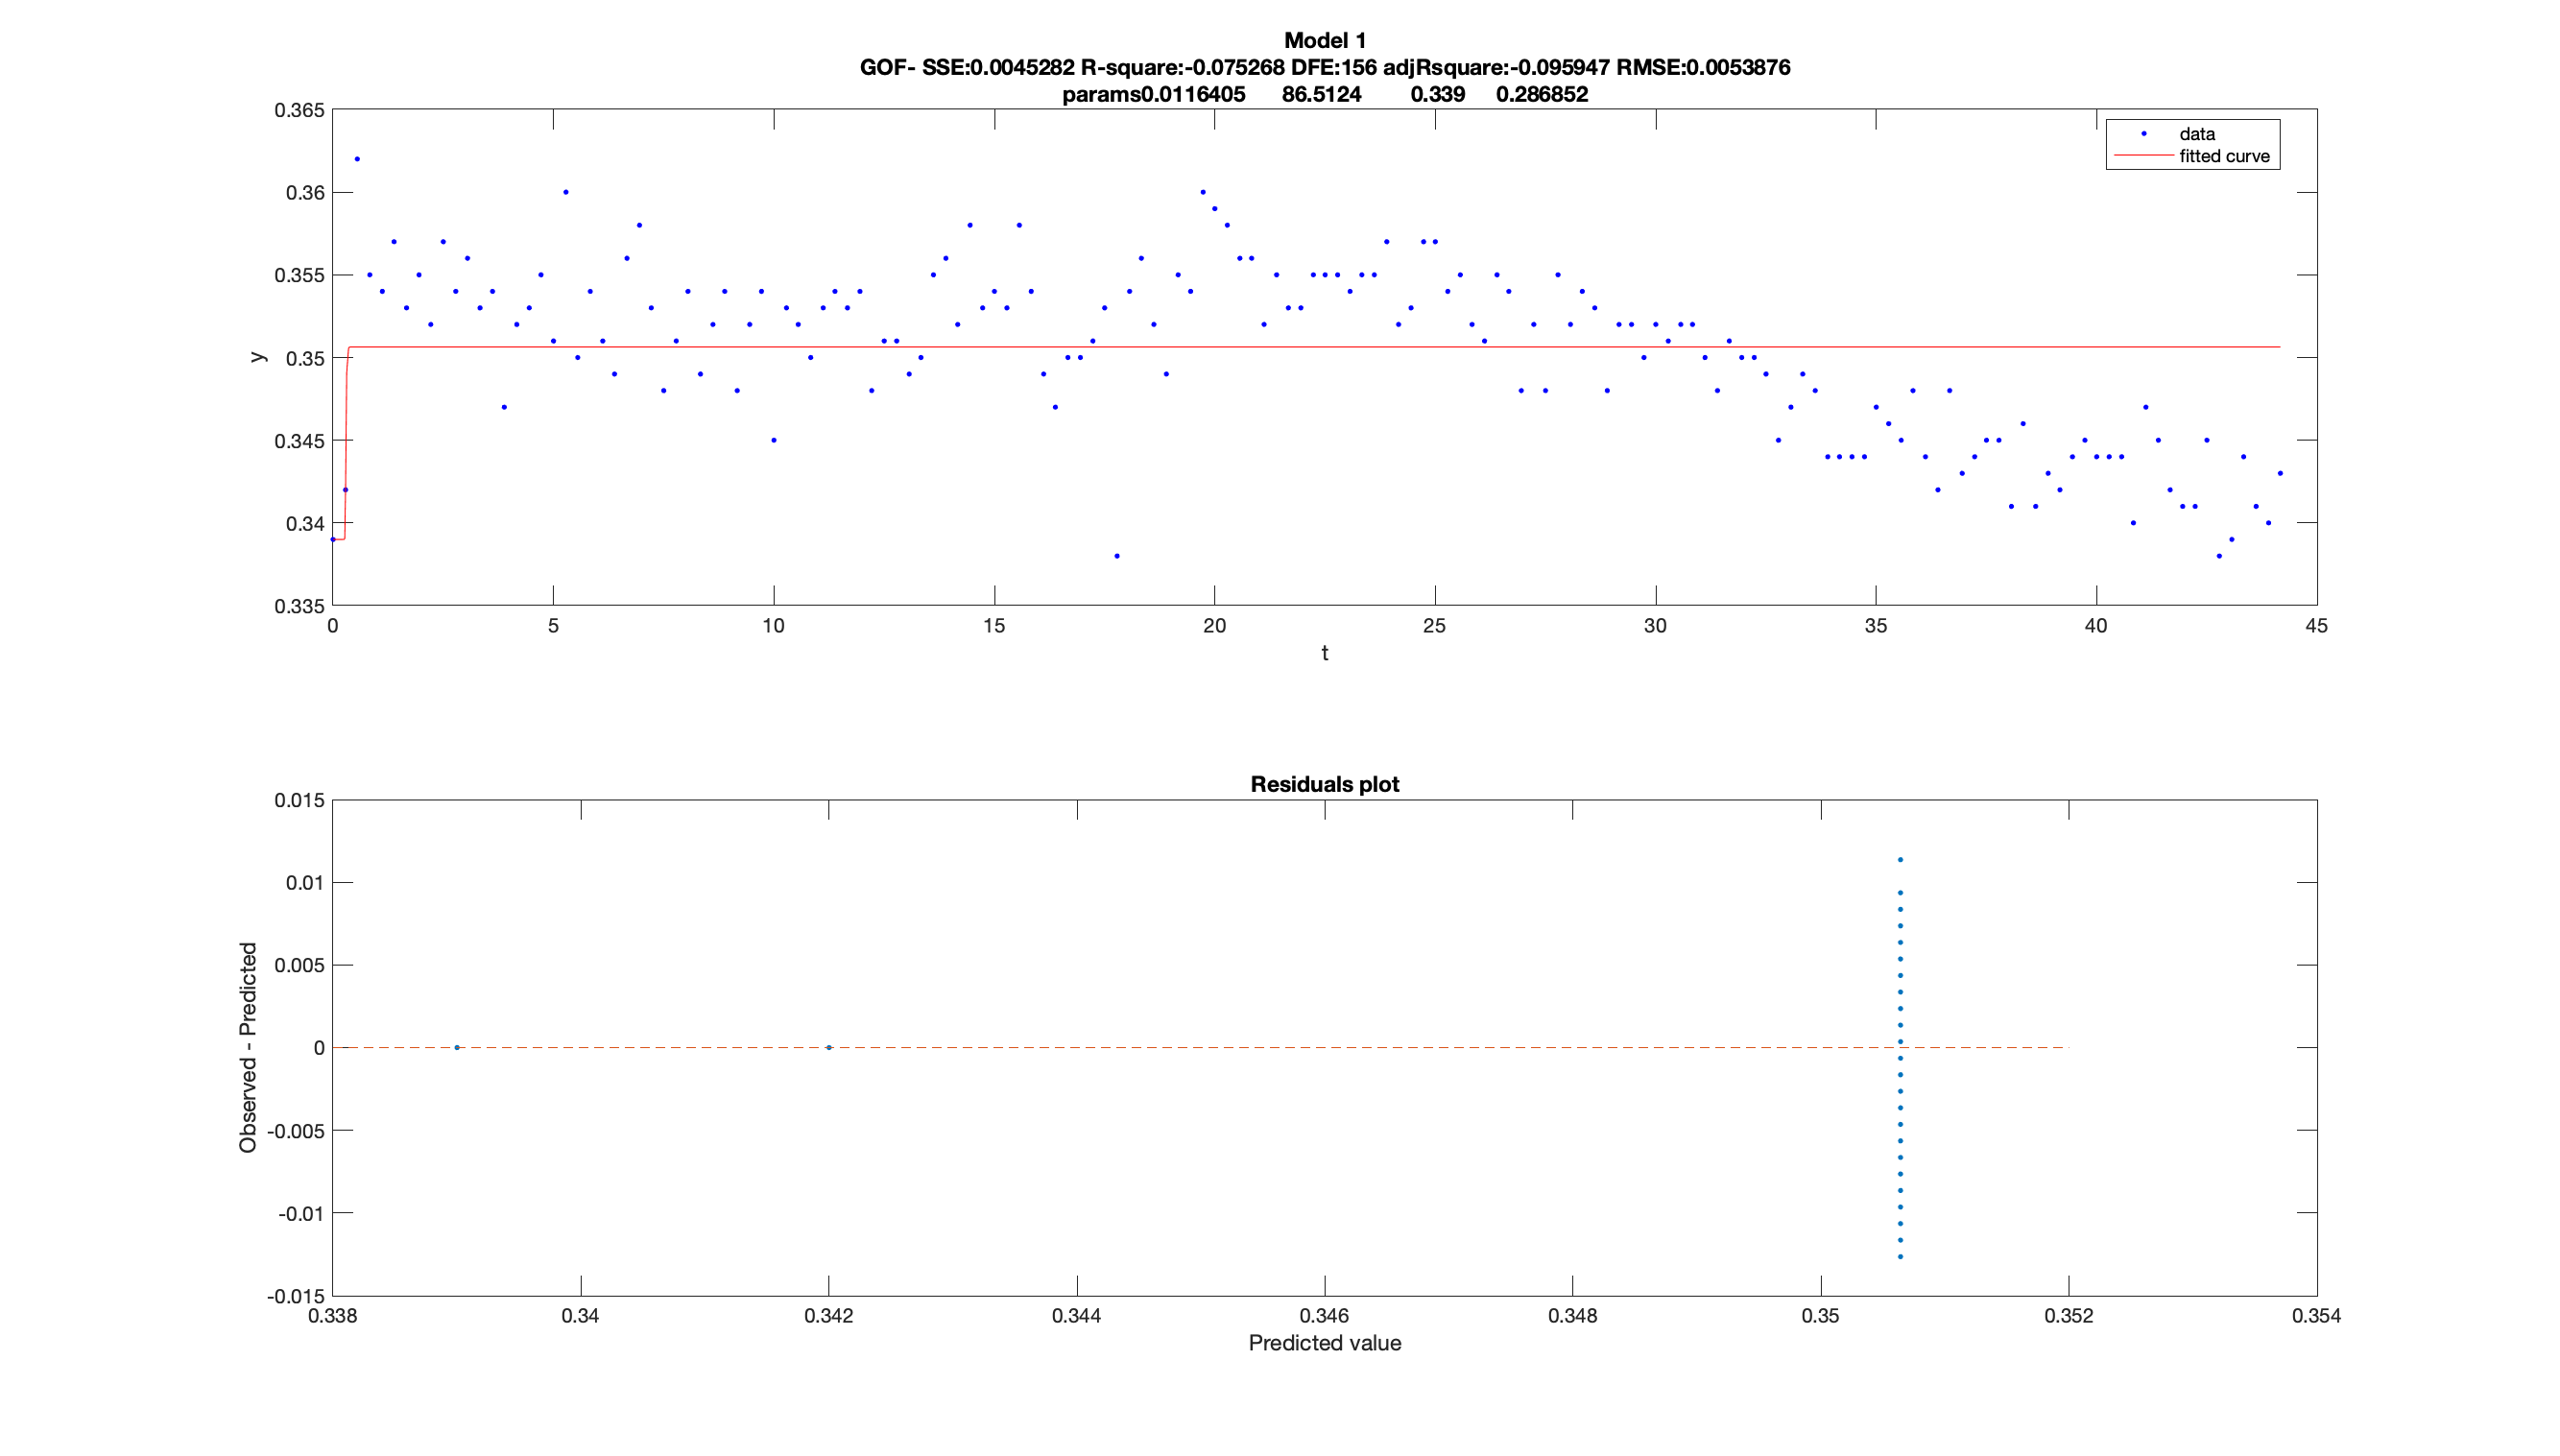 Model 1
GOF- SSE:0.0045282 R-square:-0.075268 DFE:156 adjRsquare:-0.095947 RMSE:0.0053876
params0.0116405 86.5124 0.339 0.286852
0.365
0.36
0.355
0.35
0.345
0.34
0.335
y
data
fitted curve
0 5 10 15 20 25 30 35 40 45
t
Residuals plot
0.015
0.01
0.005
0
-0.005
-0.01
-0.015
Observed - Predicted
0.338 0.34 0.342 0.344 0.346 0.348 0.35 0.352 0.354
Predicted value